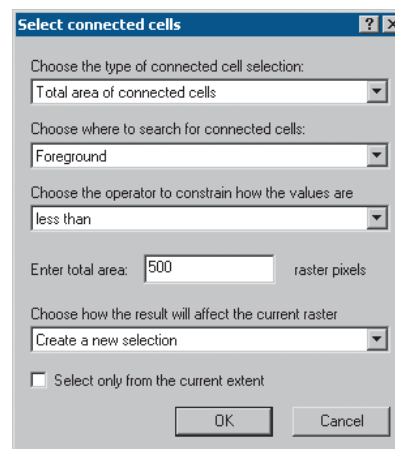 Select connected cells
Choose the type of connected cell selection:
Total area of connected cells
Choose where to search for connected cells:
Foreground
Choose the operator to constrain how the values are
less than
Enter total area: 500 raster pixels
Choose how the result will affect the current raster
Create a new selection
Select only from the current extent
OK Cancel